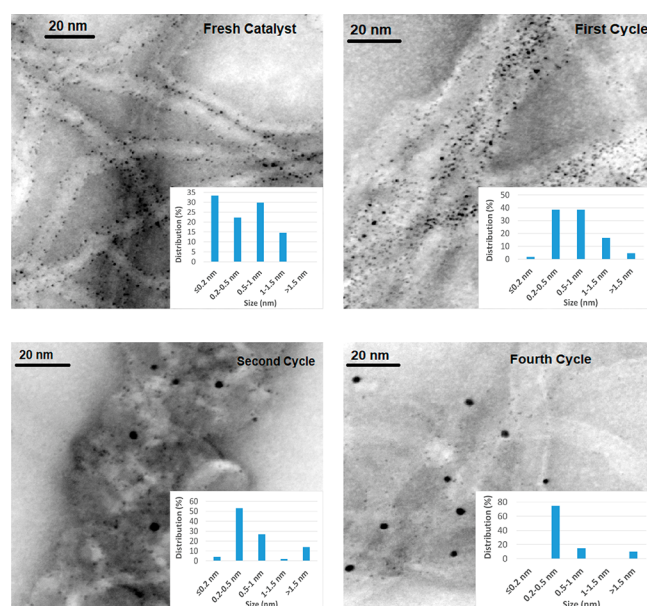 20 nm
Fresh Catalyst
35
30
25
20
15
10
5
0
Distribution (%)
≤0.2 nm
0.2-0.5 nm
0.5-1 nm
1-1.5 nm
>1.5 nm
Size (nm)
20 nm
First Cycle
50
40
30
20
10
0
Distribution (%)
≤0.2 nm
0.2-0.5 nm
0.5-1 nm
1-1.5 nm
>1.5 nm
Size (nm)
20 nm
Second Cycle
60
50
40
30
20
10
0
Distribution (%)
≤0.2 nm
0.2-0.5 nm
0.5-1 nm
1-1.5 nm
>1.5 nm
Size (nm)
20 nm
Fourth Cycle
80
60
40
20
0
Distribution (%)
≤0.2 nm
0.2-0.5 nm
0.5-1 nm
1-1.5 nm
>1.5 nm
Size (nm)